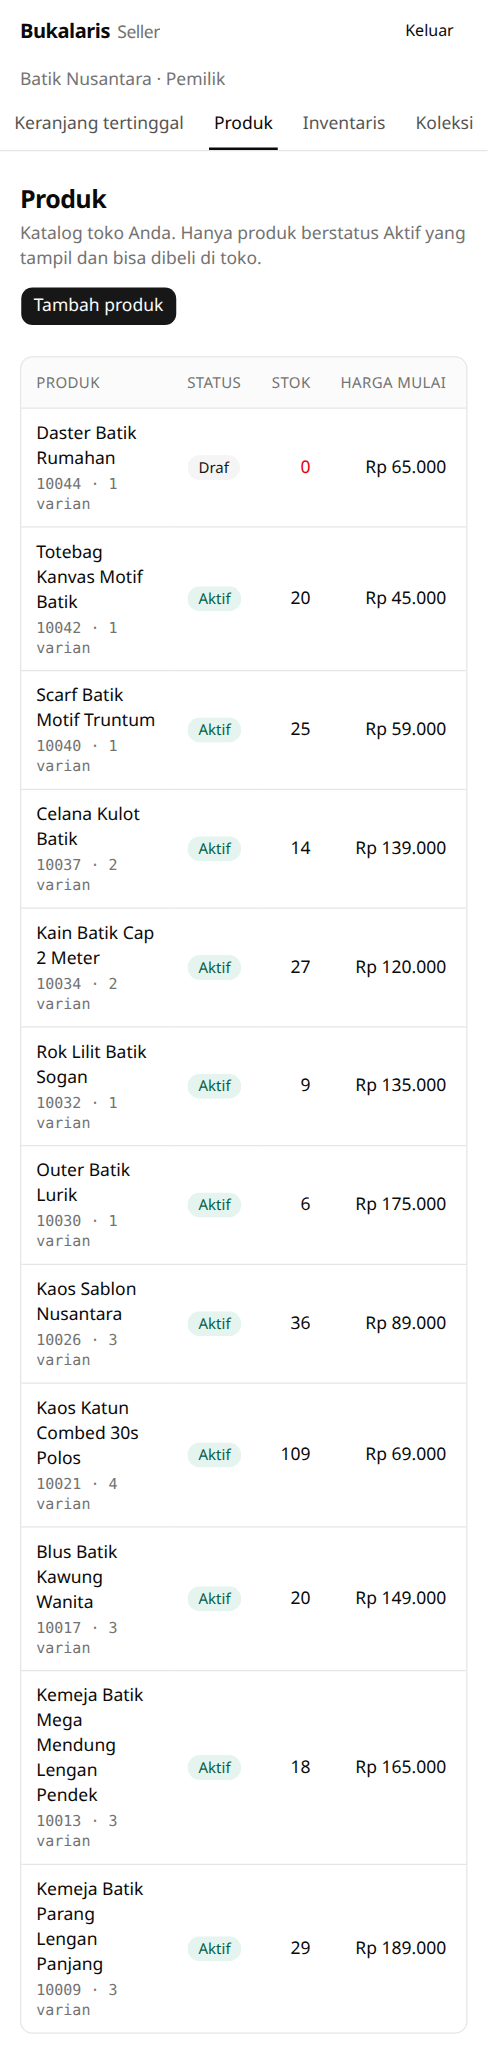 Bukalaris Seller
Keluar
Batik Nusantara · Pemilik
Keranjang tertinggal Produk Inventaris Koleksi
Produk
Katalog toko Anda. Hanya produk berstatus Aktif yang
tampil dan bisa dibeli di toko.
Tambah produk
PRODUK STATUS STOK HARGA MULAI
Daster Batik
Rumahan
10044 · 1
varian
Draf 0 Rp 65.000
Totebag
Kanvas Motif
Batik
10042 · 1
varian
Aktif 20 Rp 45.000
Scarf Batik
Motif Truntum
10040 · 1
varian
Aktif 25 Rp 59.000
Celana Kulot
Batik
10037 · 2
varian
Aktif 14 Rp 139.000
Kain Batik Cap
2 Meter
10034 · 2
varian
Aktif 27 Rp 120.000
Rok Lilit Batik
Sogan
10032 · 1
varian
Aktif 9 Rp 135.000
Outer Batik
Lurik
10030 · 1
varian
Aktif 6 Rp 175.000
Kaos Sablon
Nusantara
10026 · 3
varian
Aktif 36 Rp 89.000
Kaos Katun
Combed 30s
Polos
10021 · 4
varian
Aktif 109 Rp 69.000
Blus Batik
Kawung
Wanita
10017 · 3
varian
Aktif 20 Rp 149.000
Kemeja Batik
Mega
Mendung
Lengan
Pendek
10013 · 3
varian
Aktif 18 Rp 165.000
Kemeja Batik
Parang
Lengan
Panjang
10009 · 3
varian
Aktif 29 Rp 189.000